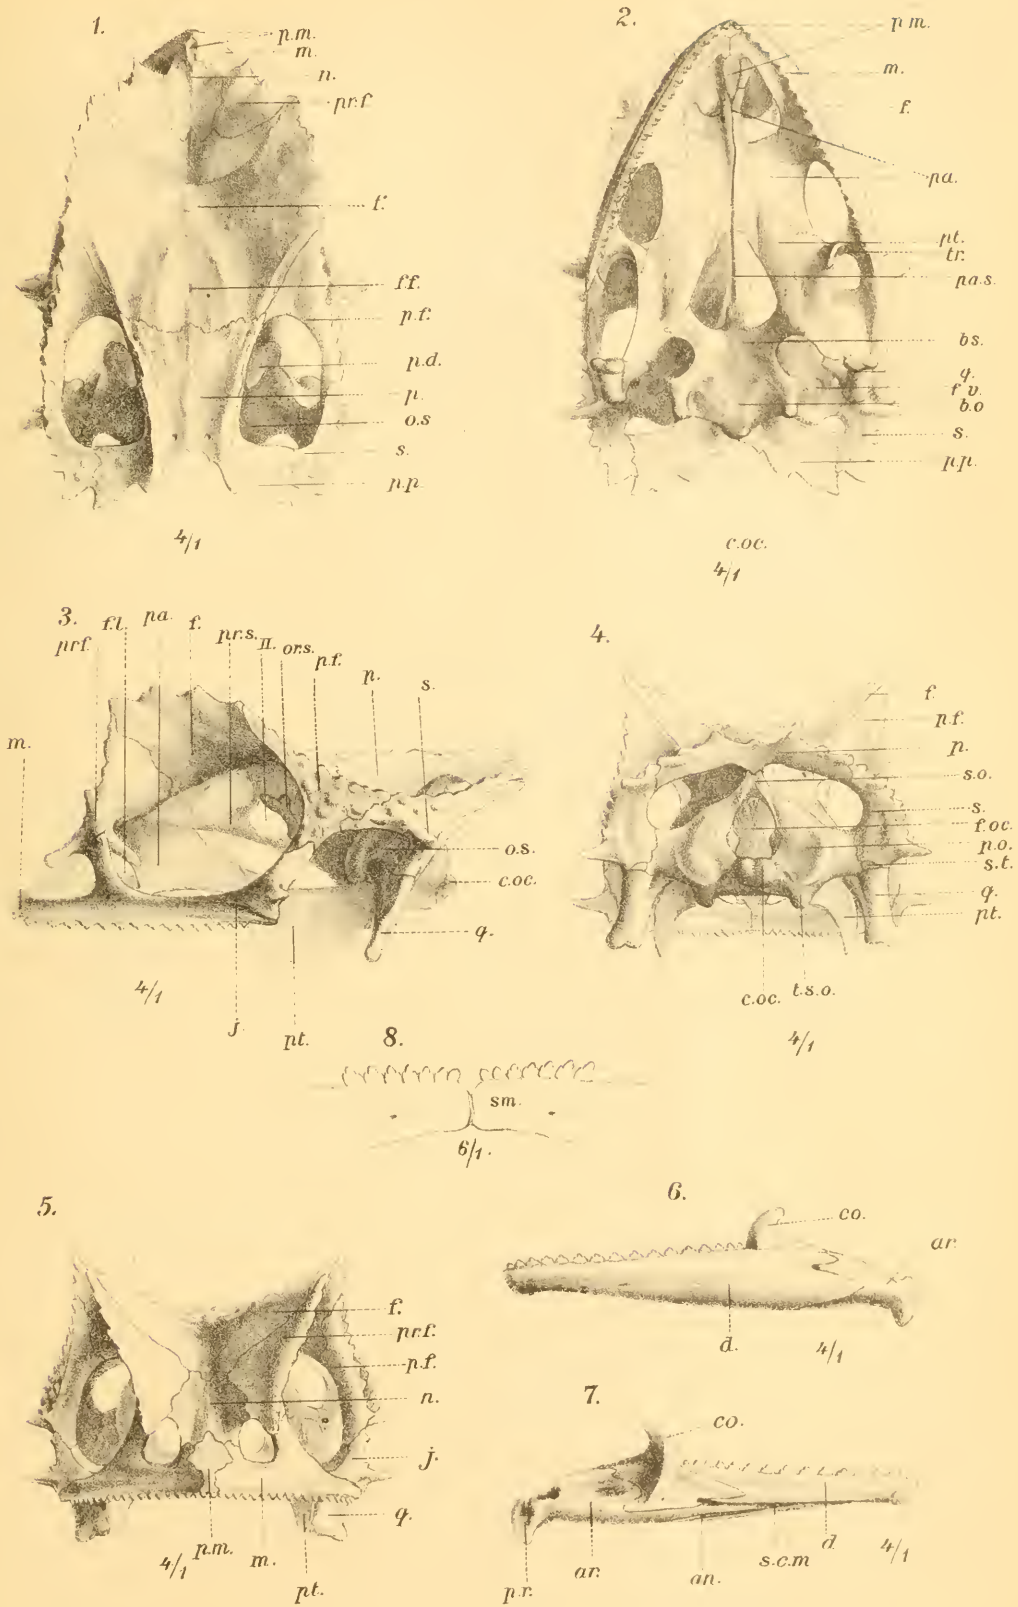 1.
p.m.
m.
n.
pr.f.
f.
f.f.
p.f.
p.d.
p.
o.s
s.
p.p.
4/1
2.
p.m.
m.
f.
pa.
pt.
tr.
pa.s.
bs.
q.
f v.
b.o
s.
p.p.
c.oc.
4/1
3.
prf.
f.l.
pa.
f.
pr.s.
II.
or.s.
p.f.
p.
s.
m.
o.s.
c.oc.
q.
4/1
j.
pt.
4.
f.
p.f.
p.
s.o.
s.
f.oc.
p.o.
s.t.
q.
pt.
c.oc.
t.s.o.
4/1
8.
sm.
6/1.
5.
f.
pr.f.
p.f.
n.
j.
q.
4/1
p.m.
m.
pt.
6.
co.
ar.
d.
4/1
7.
co.
p.r.
ar.
an.
s.c.m
d.
4/1